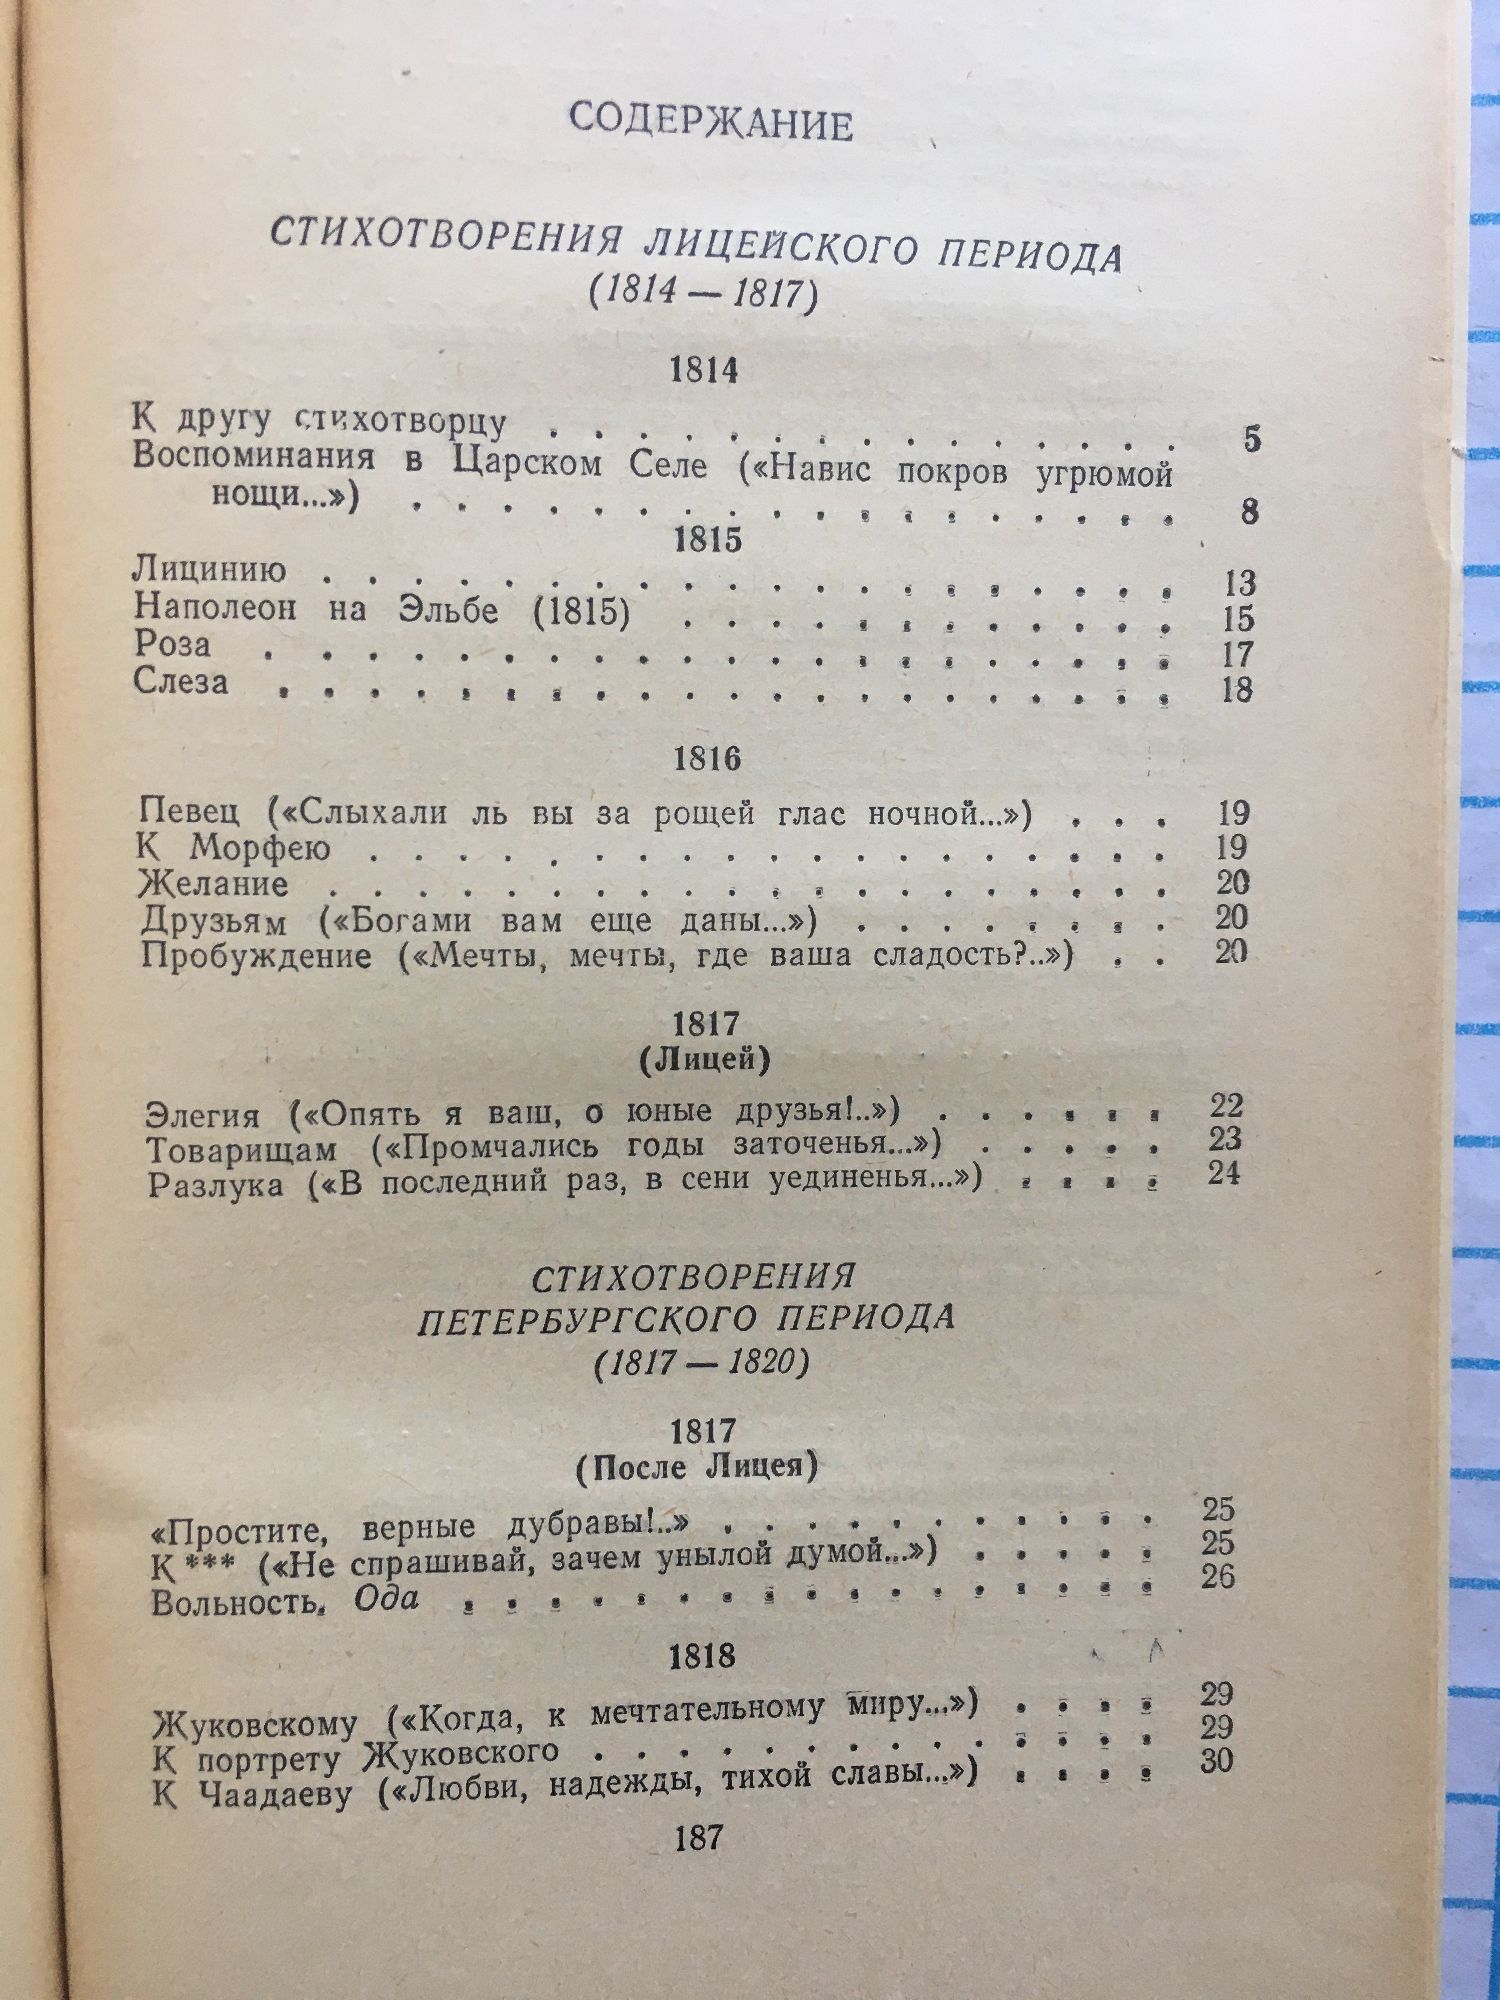 СОДЕРЖАНИЕ
СТИХОТВОРЕНИЯ ЛИЦЕЙСКОГО ПЕРИОДА
(1814 — 1817)
1814
К другу стихотворцу . . . . . . . . . . . . . . . 5
Воспоминания в Царском Селе («Навис покров угрюмой
нощи...») . . . . . . . . . . . . . . . . . . 8
1815
Лицинию . . . . . . . . . . . . . . . . . . . . 13
Наполеон на Эльбе (1815) . . . . . . . . . . . . 15
Роза . . . . . . . . . . . . . . . . . . . . . 17
Слеза . . . . . . . . . . . . . . . . . . . . . 18
1816
Певец («Слыхали ль вы за рощей глас ночной...») . . . 19
К Морфею . . . . . . . . . . . . . . . . . . . 19
Желание . . . . . . . . . . . . . . . . . . . . 20
Друзьям («Богами вам еще даны...») . . . . . . . . 20
Пробуждение («Мечты, мечты, где ваша сладость?..») . . 20
1817
(Лицей)
Элегия («Опять я ваш, о юные друзья!..») . . . . . . 22
Товарищам («Промчались годы заточенья...») . . . . . 23
Разлука («В последний раз, в сени уединенья...») . . . . 24
СТИХОТВОРЕНИЯ
ПЕТЕРБУРГСКОГО ПЕРИОДА
(1817 — 1820)
1817
(После Лицея)
«Простите, верные дубравы!..» . . . . . . . . . . . 25
К *** («Не спрашивай, зачем унылой думой...») . . . . . 25
Вольность. Ода . . . . . . . . . . . . . . . . . 26
1818
Жуковскому («Когда, к мечтательному миру...») . . . . 29
К портрету Жуковского . . . . . . . . . . . . . . 29
К Чаадаеву («Любви, надежды, тихой славы...») . . . . 30
187